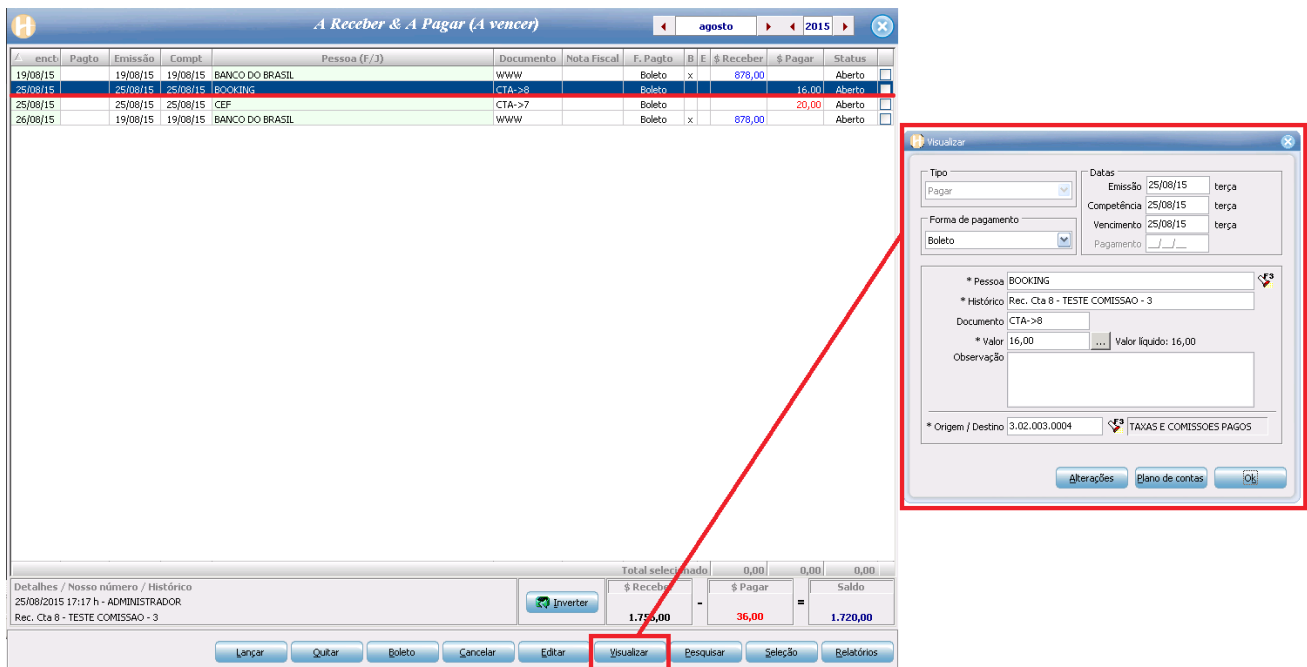 A Receber & A Pagar (A vencer)
agosto
2015
enct Pagto Emissão Compt Pessoa (F/J) Documento Nota Fiscal F. Pagto B E $ Receber $ Pagar Status
19/08/15 19/08/15 19/08/15 BANCO DO BRASIL WWW Boleto x 878,00 Aberto
25/08/15 25/08/15 25/08/15 BOOKING CTA->8 Boleto 16,00 Aberto
25/08/15 25/08/15 25/08/15 CEF CTA->7 Boleto 20,00 Aberto
26/08/15 19/08/15 19/08/15 BANCO DO BRASIL WWW Boleto x 878,00 Aberto
Total selecionado 0,00 0,00 0,00
Detalhes / Nosso número / Histórico
25/08/2015 17:17 h - ADMINISTRADOR
Rec. Cta 8 - TESTE COMISSAO - 3
Inverter
$ Receber $ Pagar Saldo
1.756,00 - 36,00 = 1.720,00
Lançar Quitar Boleto Cancelar Editar Visualizar Pesquisar Seleção Relatórios
Visualizar
Tipo
Pagar
Forma de pagamento
Boleto
Datas
Emissão 25/08/15 terça
Competência 25/08/15 terça
Vencimento 25/08/15 terça
Pagamento __/__/__
* Pessoa BOOKING F3
* Histórico Rec. Cta 8 - TESTE COMISSAO - 3
Documento CTA->8
* Valor 16,00 ... Valor líquido: 16,00
Observação
* Origem / Destino 3.02.003.0004 F3 TAXAS E COMISSOES PAGOS
Alterações Plano de contas Ok